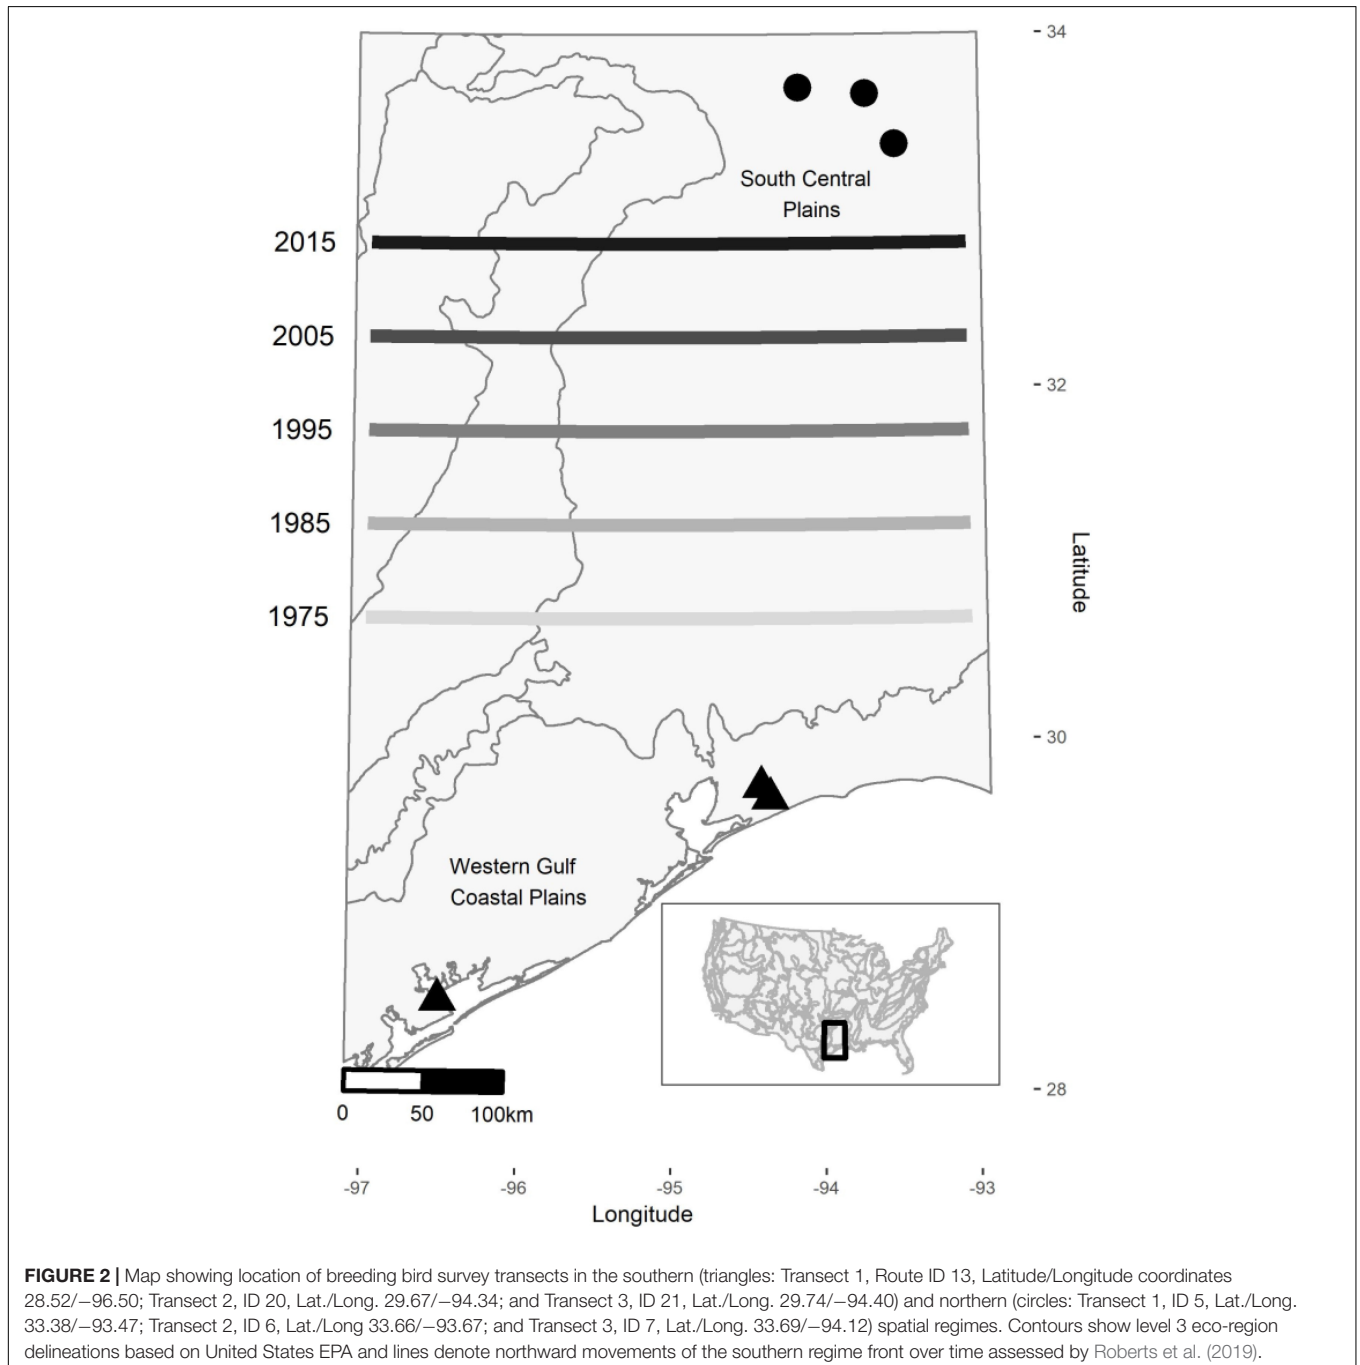 34
South Central
Plains
2015
2005
32
1995
1985
Latitude
1975
30
Western Gulf
Coastal Plains
28
0 50 100km
-97 -96 -95 -94 -93
Longitude
FIGURE 2 | Map showing location of breeding bird survey transects in the southern (triangles: Transect 1, Route ID 13, Latitude/Longitude coordinates
28.52/−96.50; Transect 2, ID 20, Lat./Long. 29.67/−94.34; and Transect 3, ID 21, Lat./Long. 29.74/−94.40) and northern (circles: Transect 1, ID 5, Lat./Long.
33.38/−93.47; Transect 2, ID 6, Lat./Long 33.66/−93.67; and Transect 3, ID 7, Lat./Long. 33.69/−94.12) spatial regimes. Contours show level 3 eco-region
delineations based on United States EPA and lines denote northward movements of the southern regime front over time assessed by Roberts et al. (2019).